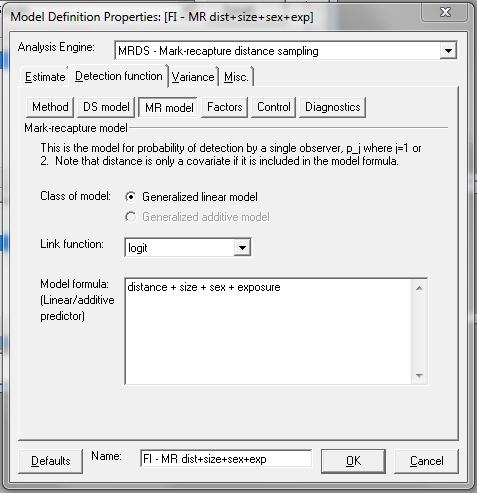 Model Definition Properties: [FI - MR dist+size+sex+exp]
Analysis Engine: MRDS - Mark-recapture distance sampling
Estimate Detection function Variance Misc.
Method DS model MR model Factors Control Diagnostics
Mark-recapture model
This is the model for probability of detection by a single observer, p_j where j=1 or
2. Note that distance is only a covariate if it is included in the model formula.
Class of model: Generalized linear model
Generalized additive model
Link function: logit
Model formula: distance + size + sex + exposure
(Linear/additive
predictor)
Defaults Name: FI - MR dist+size+sex+exp OK Cancel